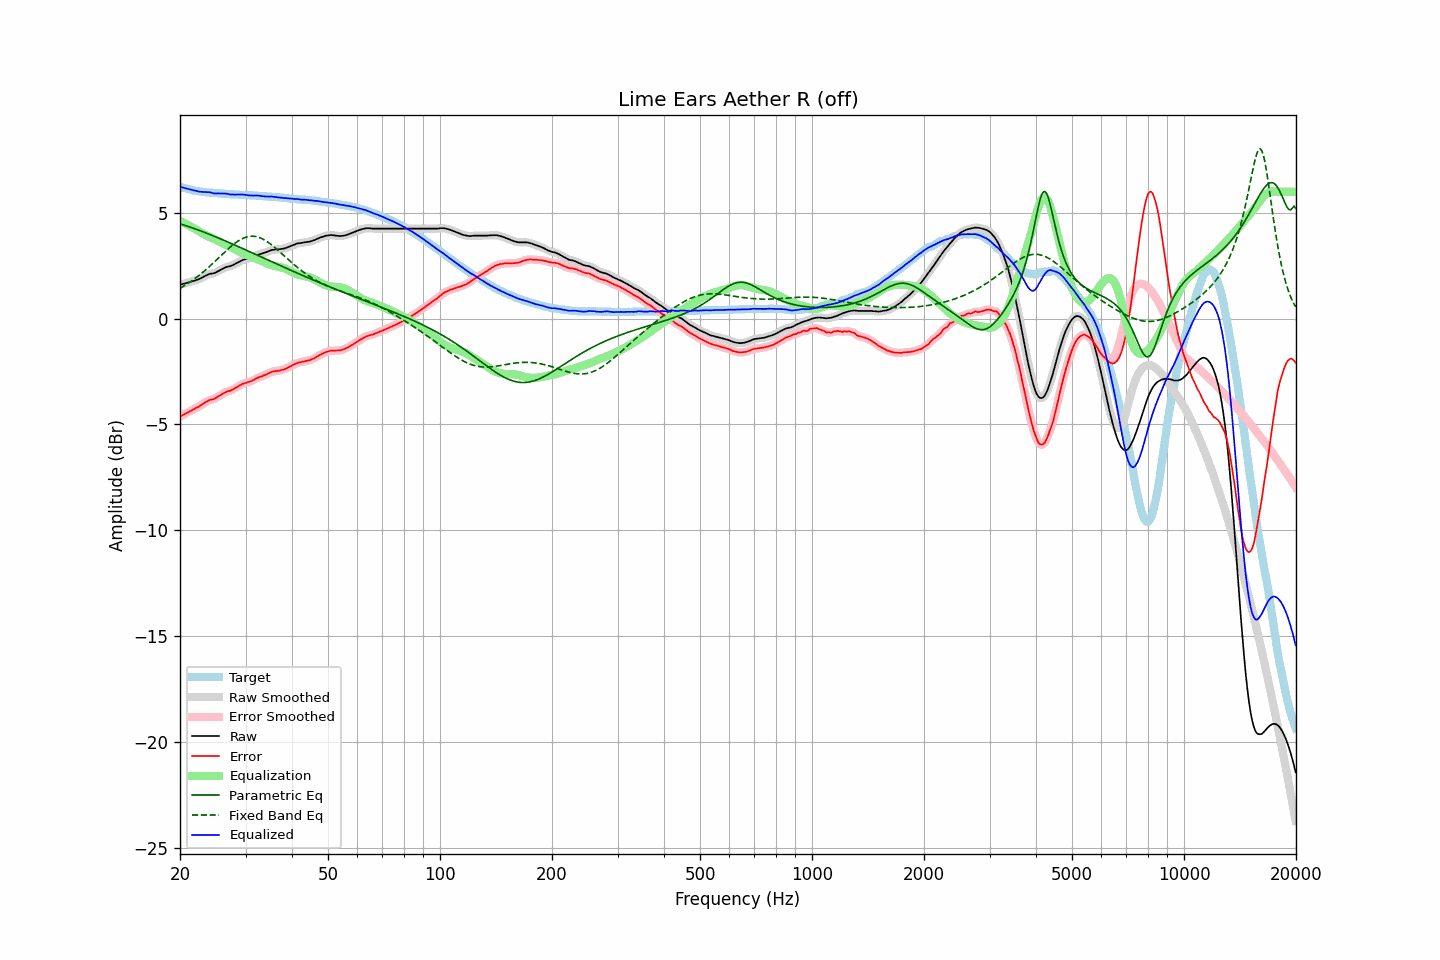 Lime Ears Aether R (off)
Amplitude (dBr)
5
0
−5
−10
−15
−20
−25
Target
Raw Smoothed
Error Smoothed
Raw
Error
Equalization
Parametric Eq
Fixed Band Eq
Equalized
20 50 100 200 500 1000 2000 5000 10000 20000
Frequency (Hz)